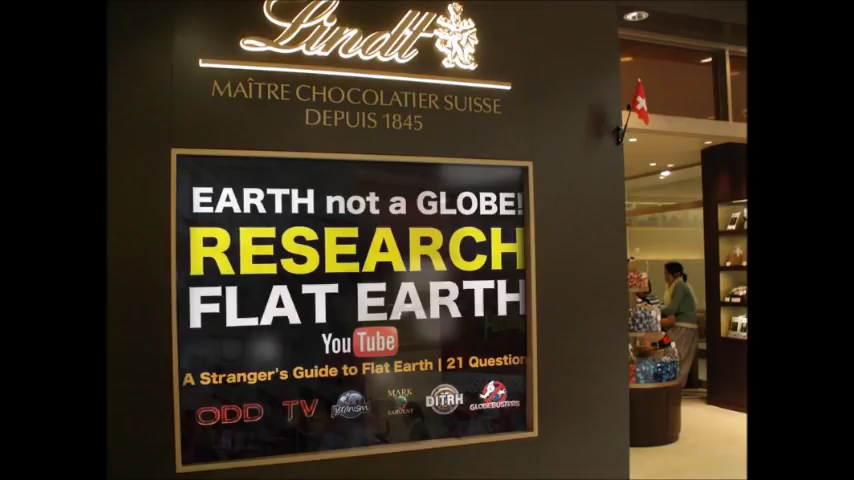 Lindt
MAÎTRE CHOCOLATIER SUISSE
DEPUIS 1845
EARTH not a GLOBE!
RESEARCH
FLAT EARTH
YouTube
A Stranger's Guide to Flat Earth | 21 Question
ODD TV
MARK
SARGENT
DITRH
GLOBEBUSTERS